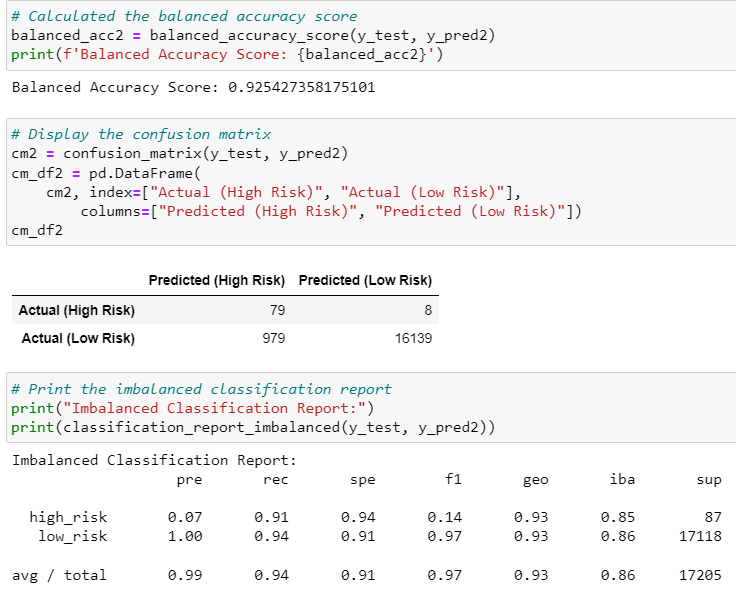 # Calculated the balanced accuracy score
balanced_acc2 = balanced_accuracy_score(y_test, y_pred2)
print(f'Balanced Accuracy Score: {balanced_acc2}')
Balanced Accuracy Score: 0.925427358175101
# Display the confusion matrix
cm2 = confusion_matrix(y_test, y_pred2)
cm_df2 = pd.DataFrame(
    cm2, index=["Actual (High Risk)", "Actual (Low Risk)"],
        columns=["Predicted (High Risk)", "Predicted (Low Risk)"])
cm_df2
Predicted (High Risk) Predicted (Low Risk)
Actual (High Risk) 79 8
Actual (Low Risk) 979 16139
# Print the imbalanced classification report
print("Imbalanced Classification Report:")
print(classification_report_imbalanced(y_test, y_pred2))
Imbalanced Classification Report:
pre rec spe f1 geo iba sup
high_risk 0.07 0.91 0.94 0.14 0.93 0.85 87
low_risk 1.00 0.94 0.91 0.97 0.93 0.86 17118
avg / total 0.99 0.94 0.91 0.97 0.93 0.86 17205